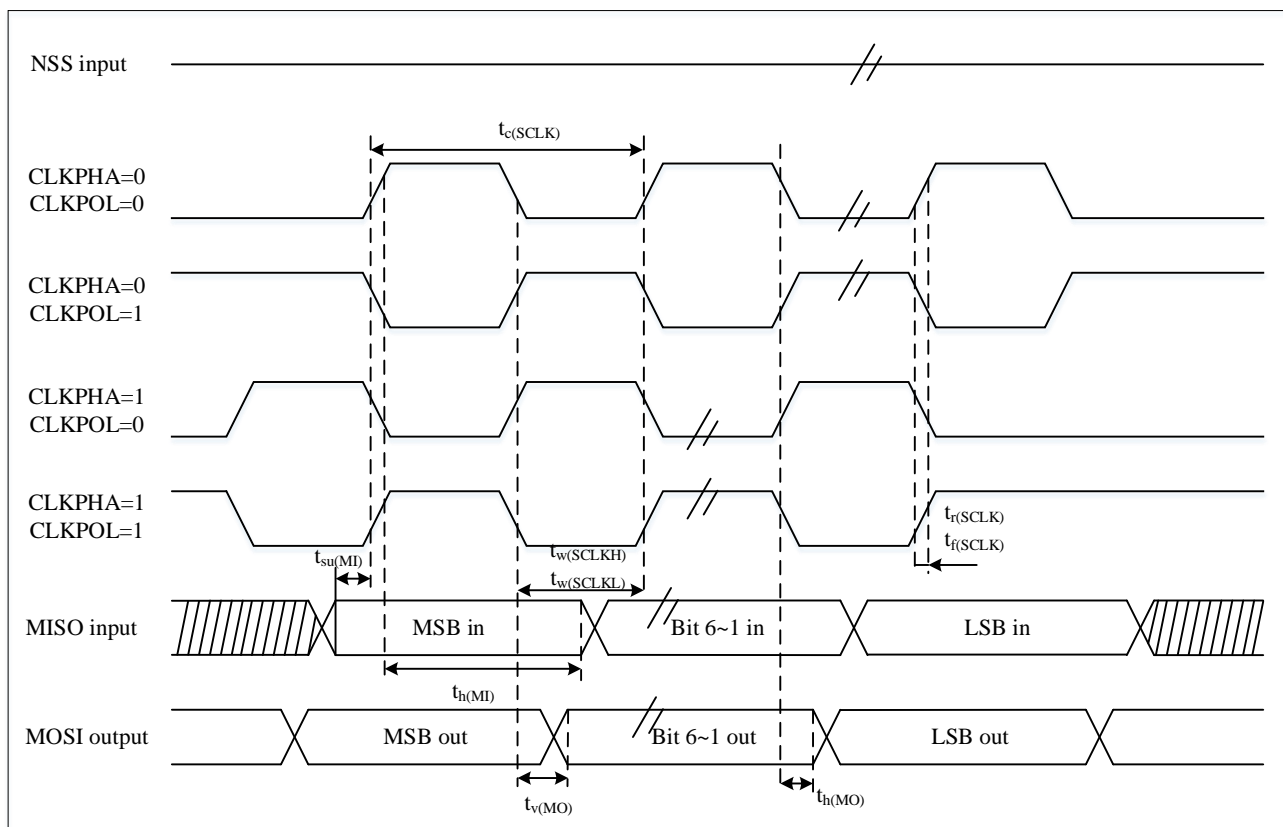 NSS input
tc(SCLK)
CLKPHA=0
CLKPOL=0
CLKPHA=0
CLKPOL=1
CLKPHA=1
CLKPOL=0
CLKPHA=1
CLKPOL=1
tr(SCLK)
tf(SCLK)
tsu(MI)
tw(SCLKH)
tw(SCLKL)
MISO input
MSB in
Bit 6~1 in
LSB in
th(MI)
MOSI output
MSB out
Bit 6~1 out
LSB out
tv(MO)
th(MO)